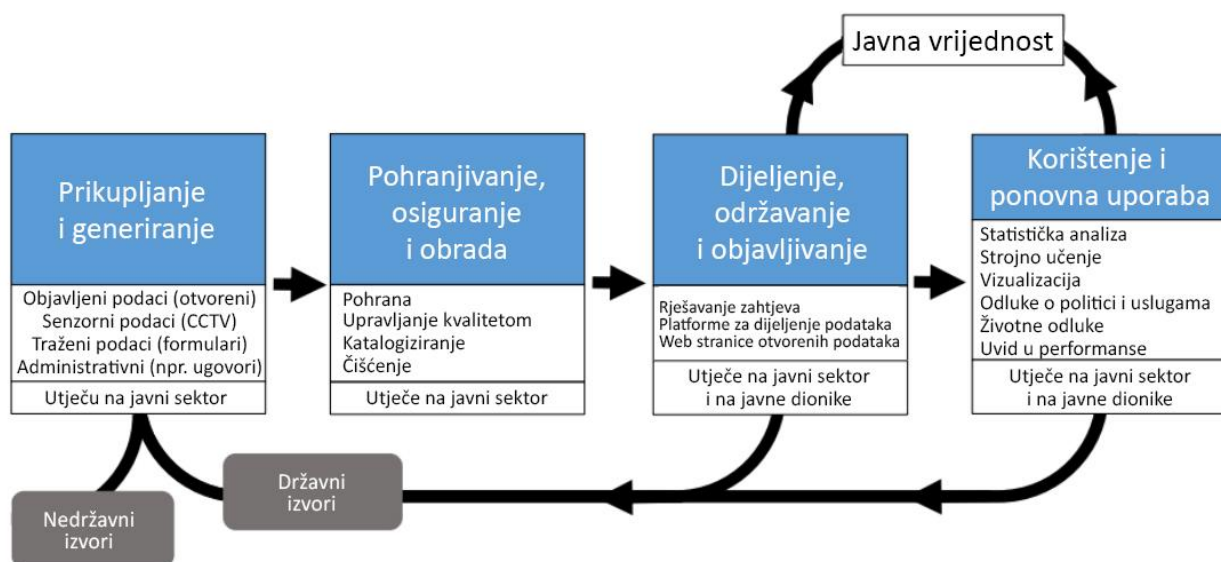 Javna vrijednost
Prikupljanje
i generiranje
Objavljeni podaci (otvoreni)
Senzorni podaci (CCTV)
Traženi podaci (formulari)
Administrativni (npr. ugovori)
Utječu na javni sektor
Pohranjivanje,
osiguranje
i obrada
Pohrana
Upravljanje kvalitetom
Katalogiziranje
Čišćenje
Utječe na javni sektor
Dijeljenje,
održavanje
i objavljivanje
Rješavanje zahtjeva
Platforme za dijeljenje podataka
Web stranice otvorenih podataka
Utječe na javni sektor
i na javne dionike
Korištenje i
ponovna uporaba
Statistička analiza
Strojno učenje
Vizualizacija
Odluke o politici i uslugama
Životne odluke
Uvid u performanse
Utječe na javni sektor
i na javne dionike
Državni
izvori
Nedržavni
izvori